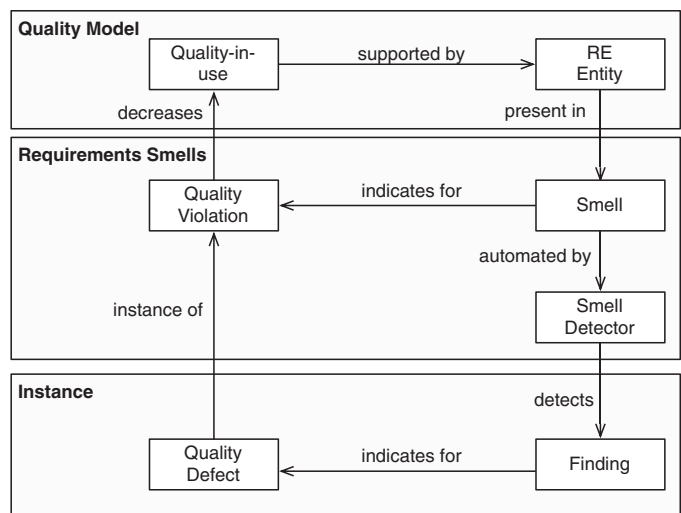 Quality Model
Quality-in-
use
supported by
RE
Entity
decreases
present in
Requirements Smells
Quality
Violation
indicates for
Smell
automated by
instance of
Smell
Detector
Instance
detects
Quality
Defect
indicates for
Finding